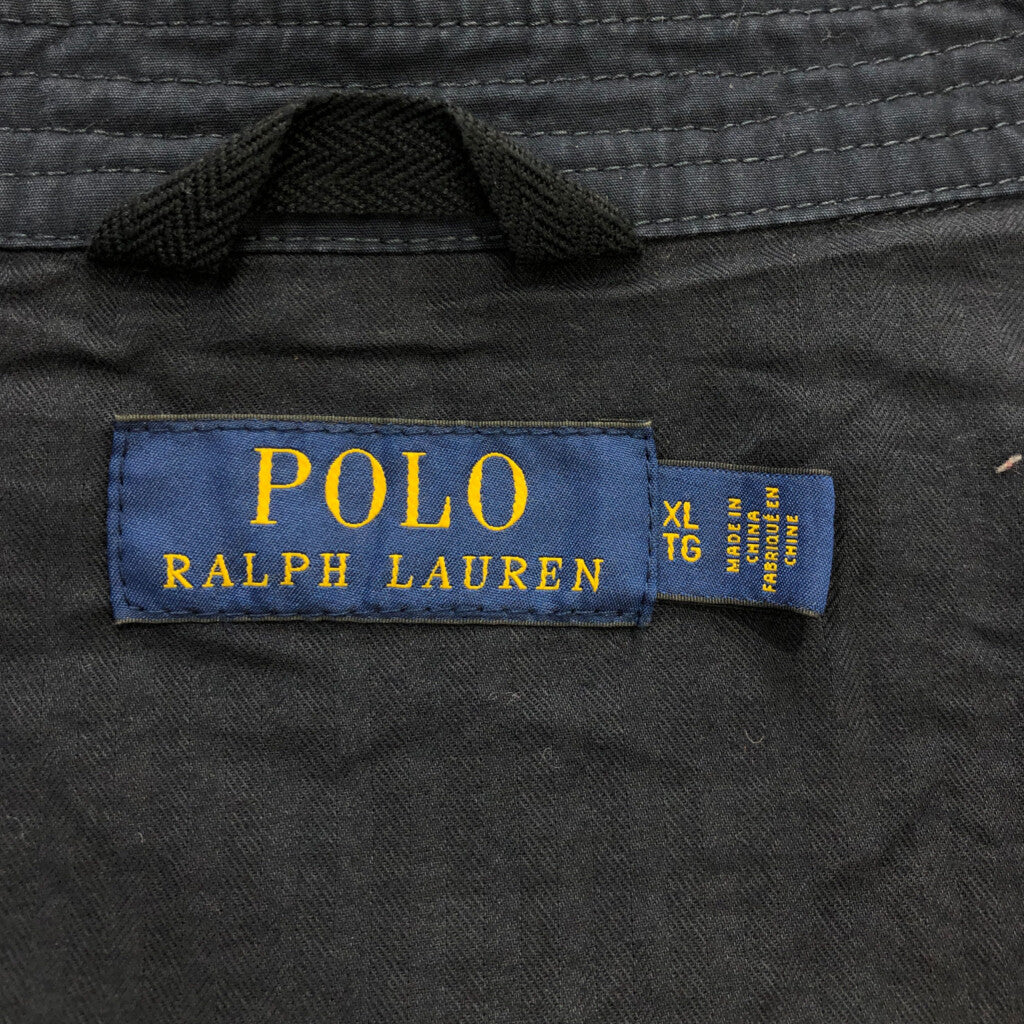 POLO
RALPH LAUREN
XL
TG
MADE IN
CHINA
FABRIQUÉ EN
CHINE